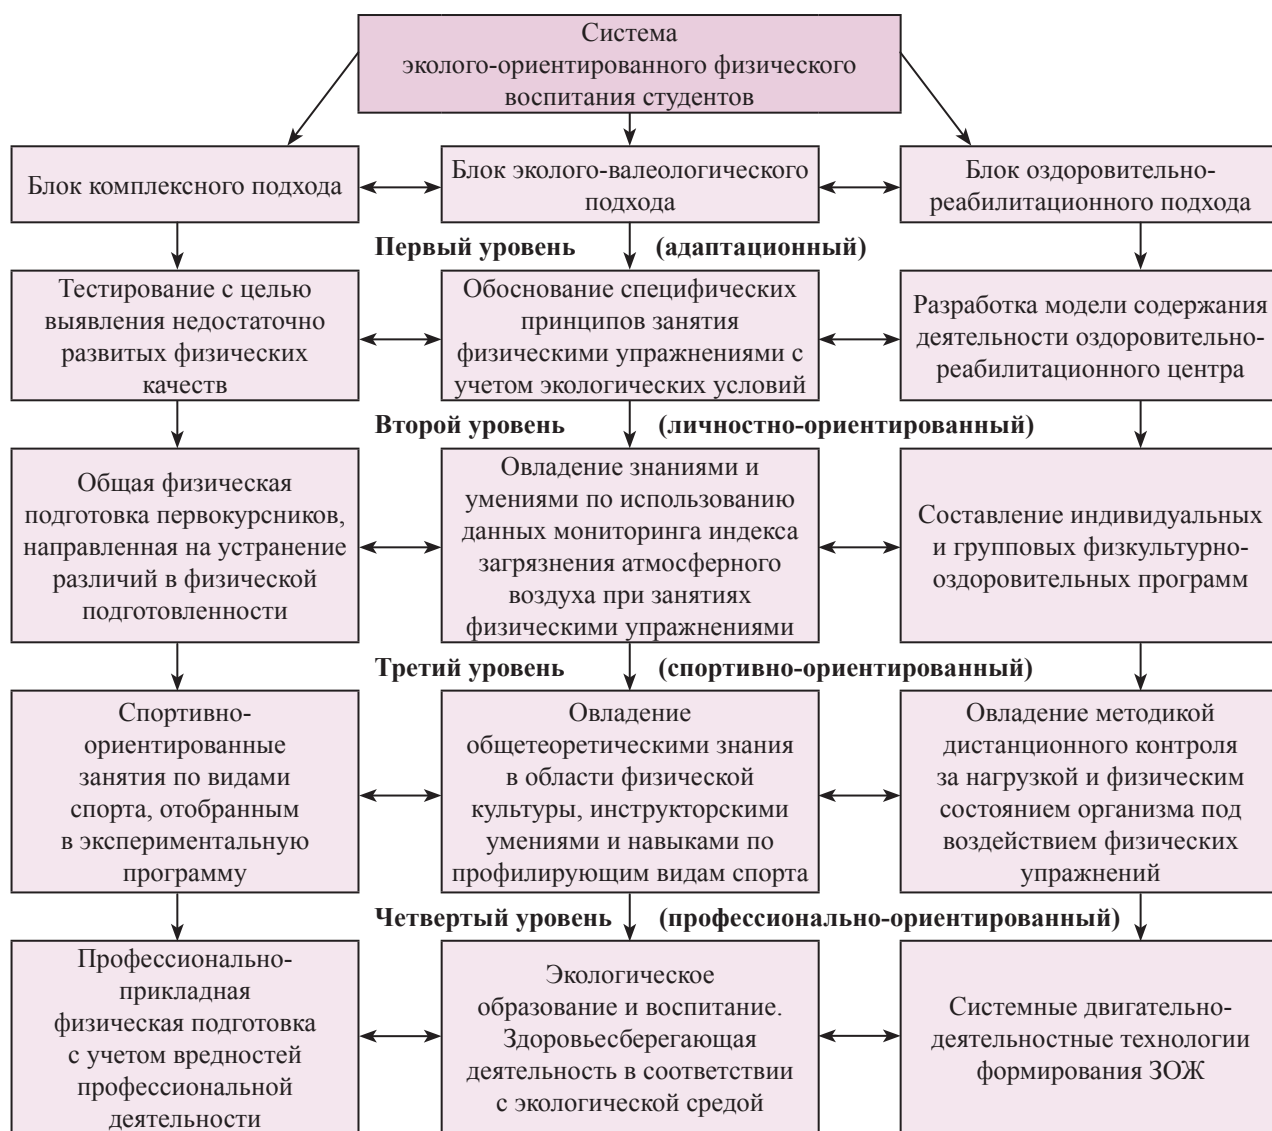 Система
эколого-ориентированного физического
воспитания студентов
Блок комплексного подхода
Блок эколого-валеологического
подхода
Блок оздоровительно-
реабилитационного подхода
Первый уровень (адаптационный)
Тестирование с целью
выявления недостаточно
развитых физических
качеств
Обоснование специфических
принципов занятия
физическими упражнениями с
учетом экологических условий
Разработка модели содержания
деятельности оздоровительно-
реабилитационного центра
Второй уровень (личностно-ориентированный)
Общая физическая
подготовка первокурсников,
направленная на устранение
различий в физической
подготовленности
Овладение знаниями и
умениями по использованию
данных мониторинга индекса
загрязнения атмосферного
воздуха при занятиях
физическими упражнениями
Составление индивидуальных
и групповых физкультурно-
оздоровительных программ
Третий уровень (спортивно-ориентированный)
Спортивно-
ориентированные
занятия по видами
спорта, отобранным
в экспериментальную
программу
Овладение
общетеоретическими знания
в области физической
культуры, инструкторскими
умениями и навыками по
профилирующим видам спорта
Овладение методикой
дистанционного контроля
за нагрузкой и физическим
состоянием организма под
воздействием физических
упражнений
Четвертый уровень (профессионально-ориентированный)
Профессионально-
прикладная
физическая подготовка
с учетом вредностей
профессиональной
деятельности
Экологическое
образование и воспитание.
Здоровьесберегающая
деятельность в соответствии
с экологической средой
Системные двигательно-
деятельностные технологии
формирования ЗОЖ